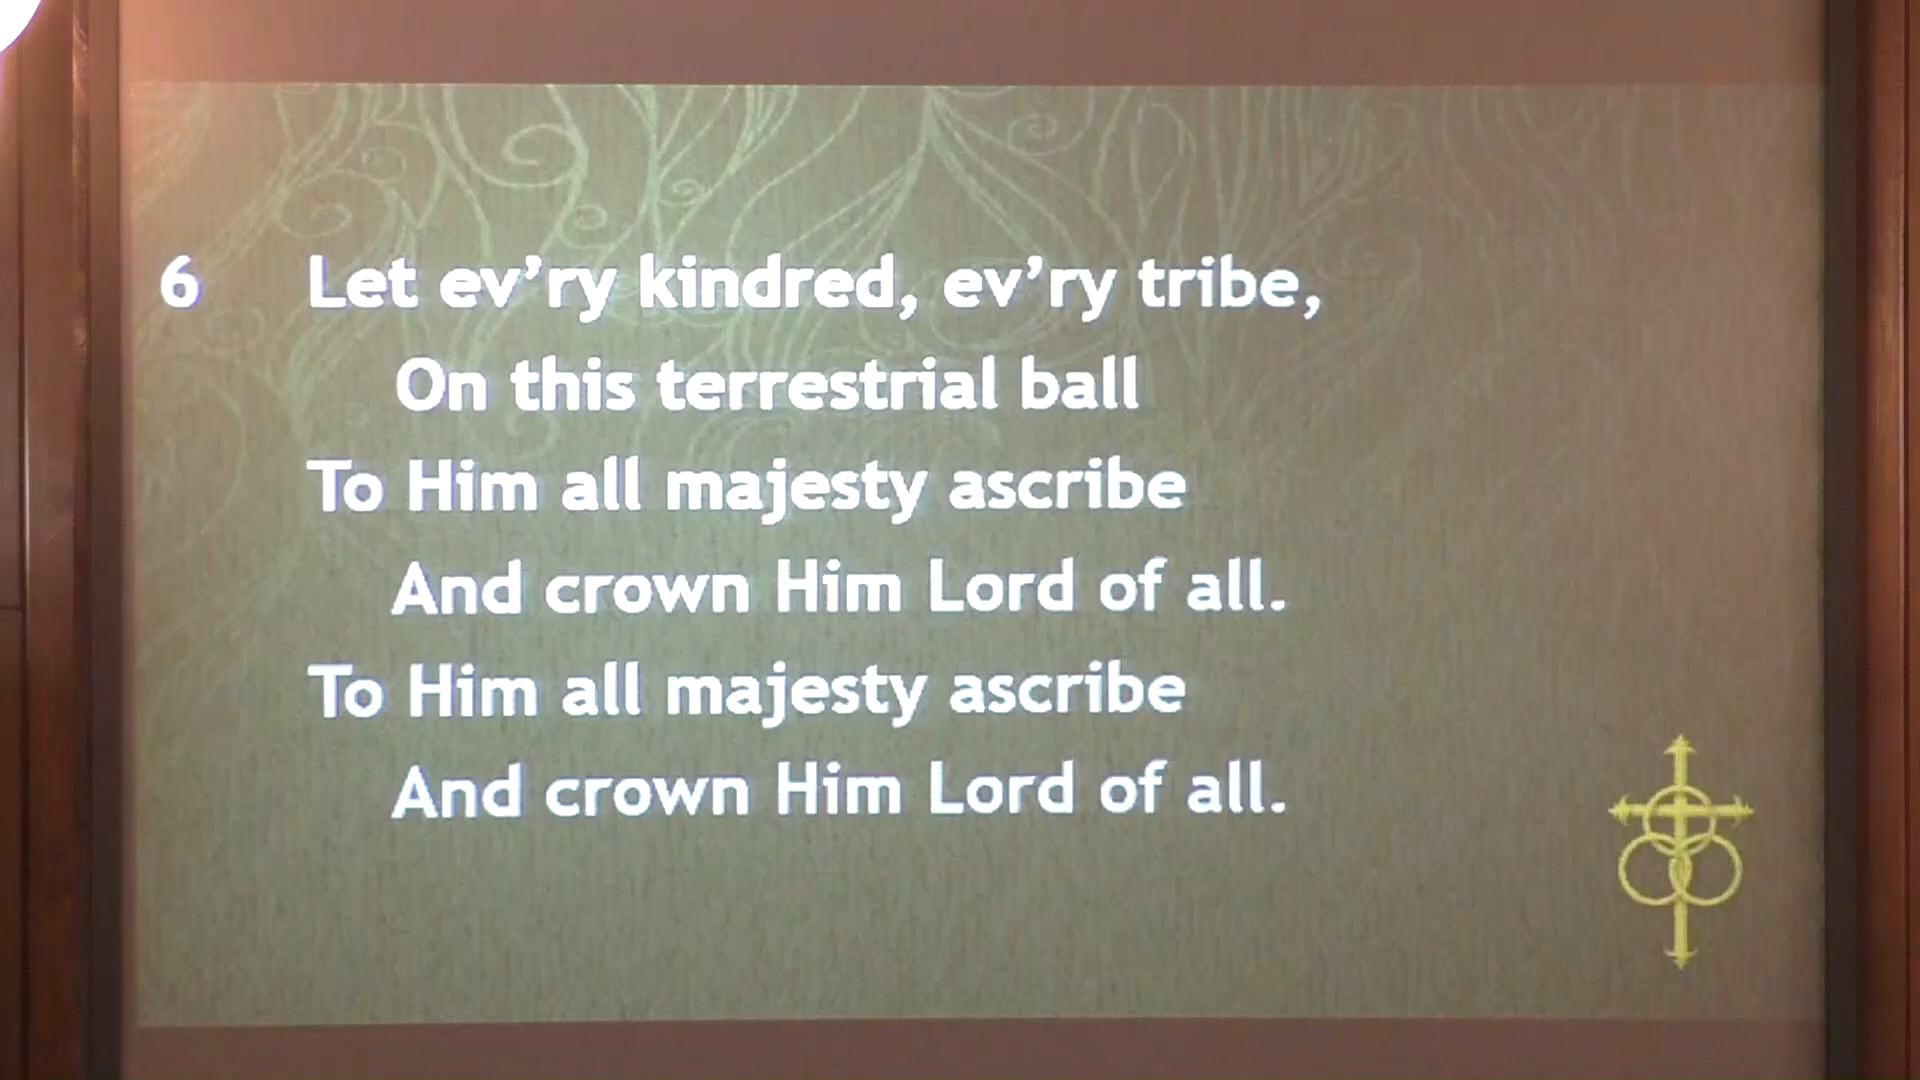 6 Let ev’ry kindred, ev’ry tribe,
On this terrestrial ball
To Him all majesty ascribe
And crown Him Lord of all.
To Him all majesty ascribe
And crown Him Lord of all.